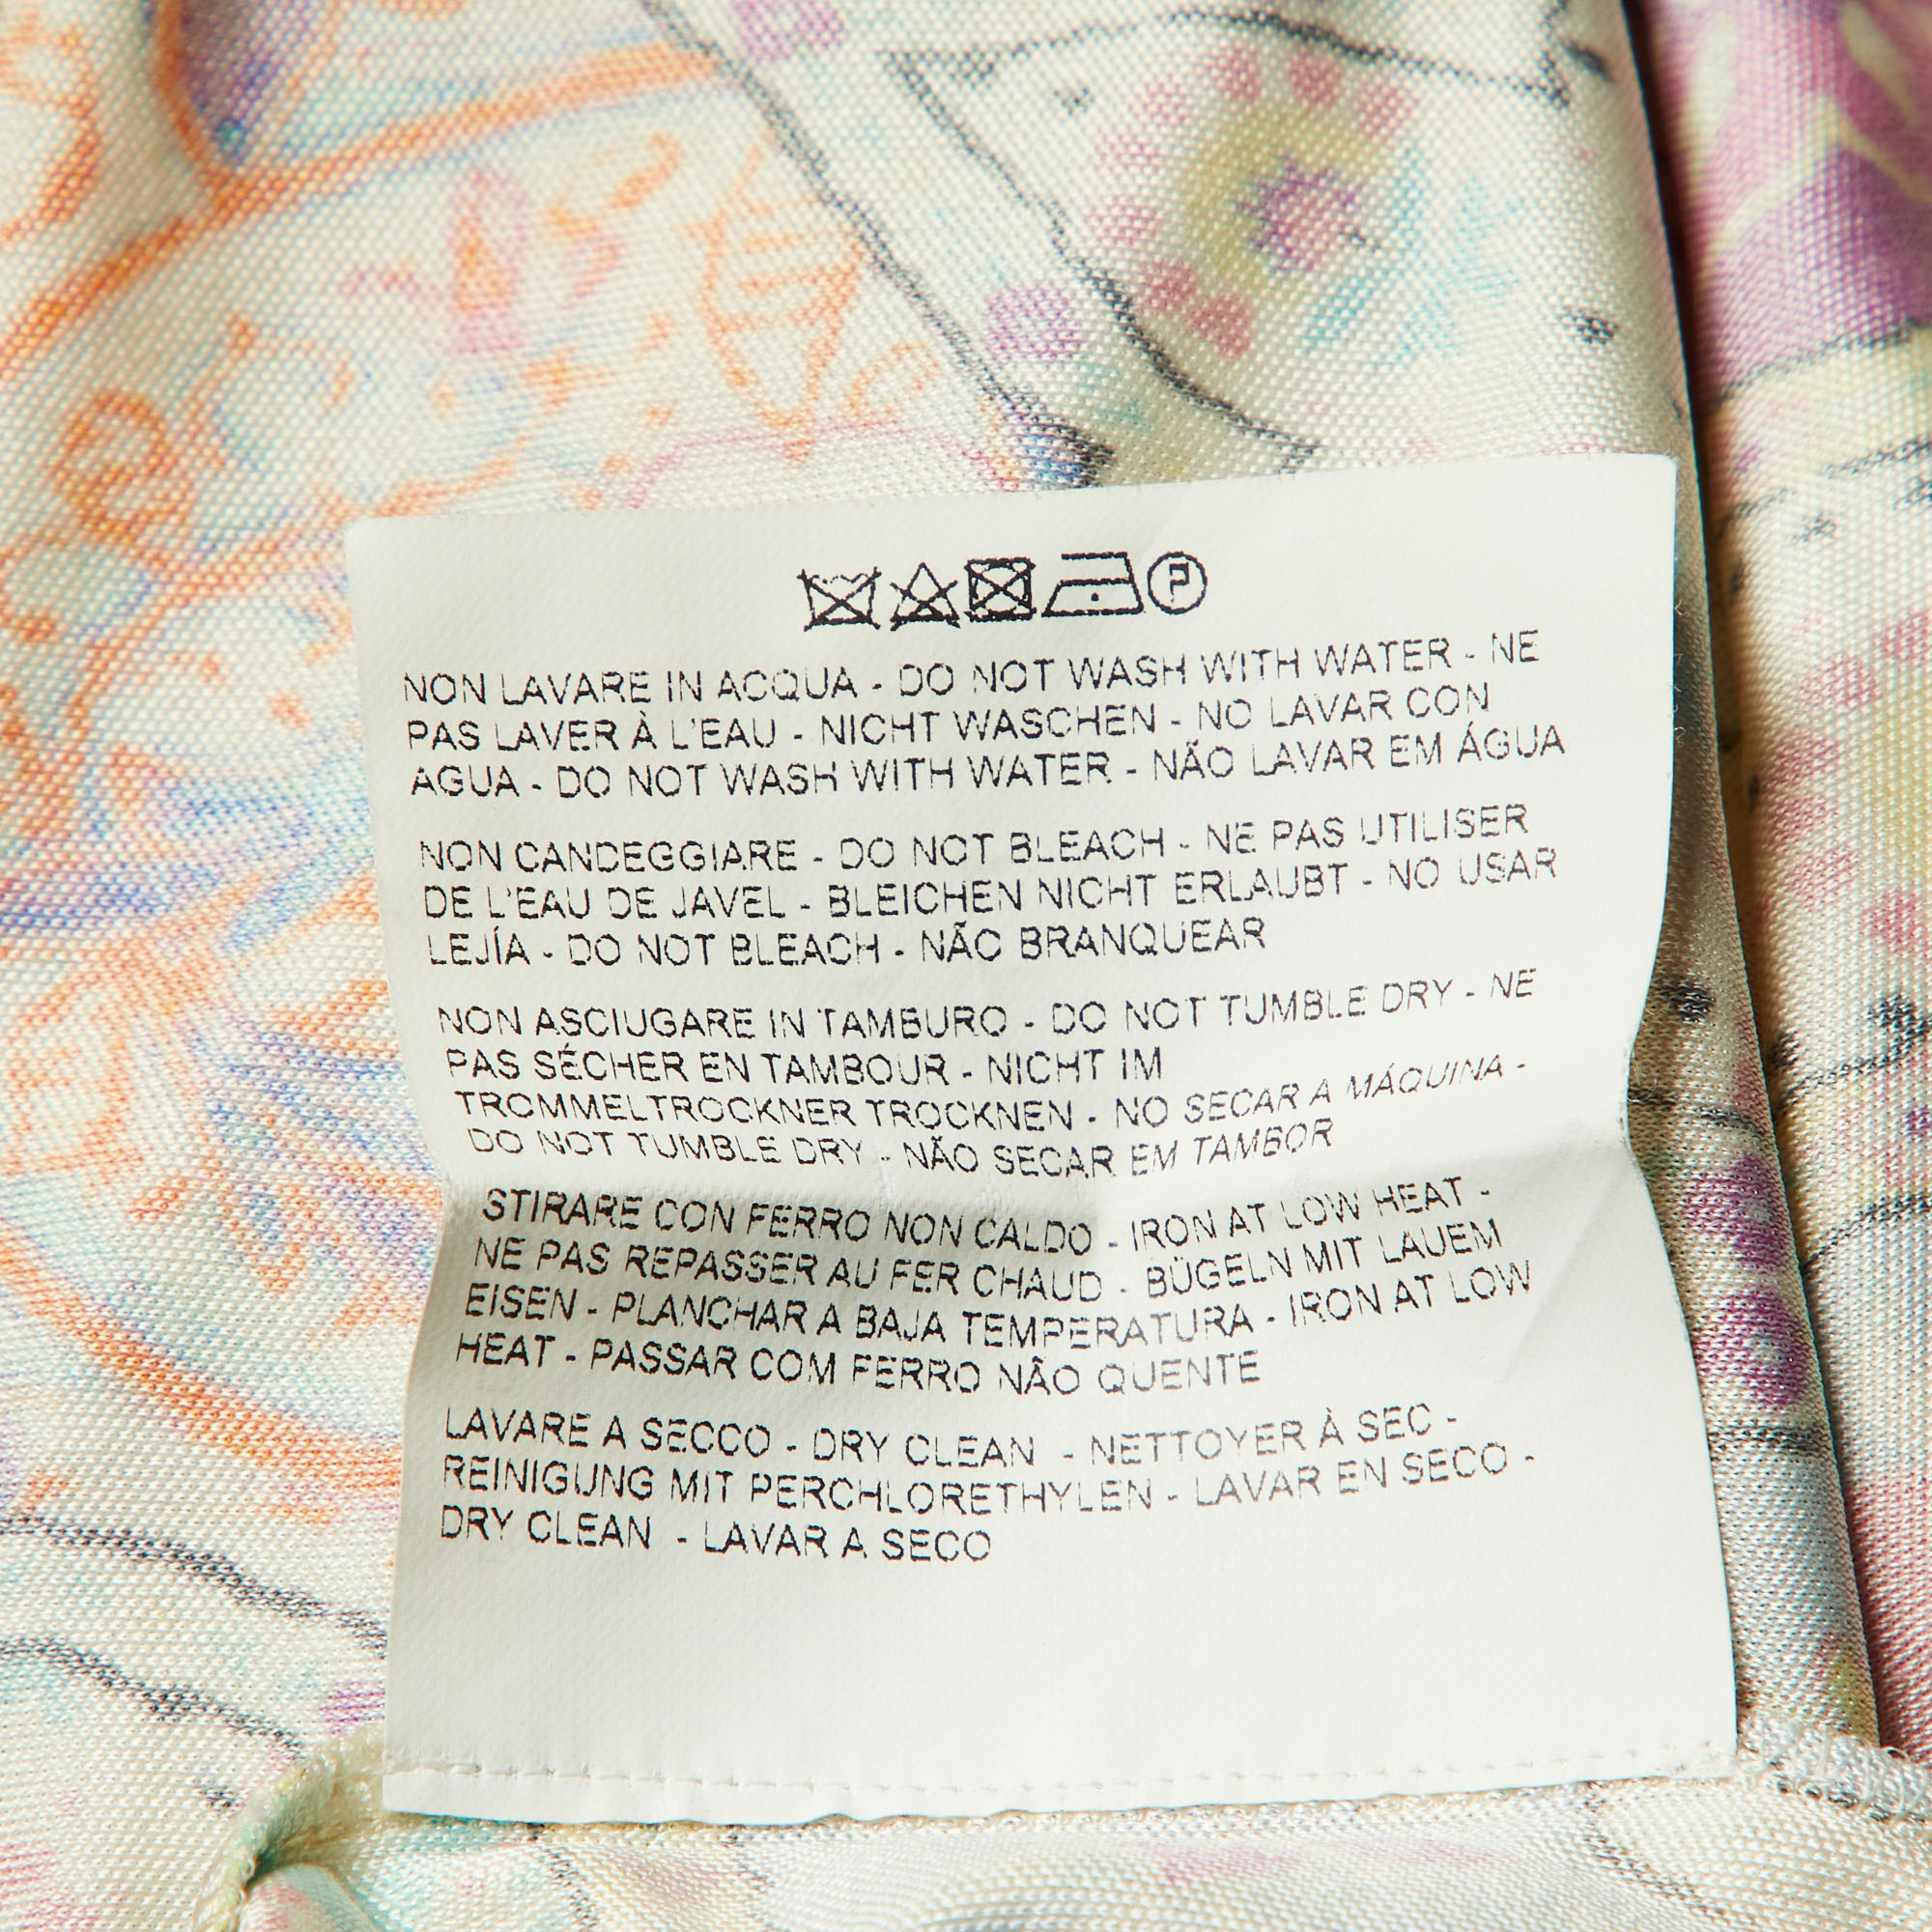 NON LAVARE IN ACQUA - DO NOT WASH WITH WATER - NE
PAS LAVER À L'EAU - NICHT WASCHEN - NO LAVAR CON
AGUA - DO NOT WASH WITH WATER - NÃO LAVAR EM ÁGUA
NON CANDEGGIARE - DO NOT BLEACH - NE PAS UTILISER
DE L'EAU DE JAVEL - BLEICHEN NICHT ERLAUBT - NO USAR
LEJÍA - DO NOT BLEACH - NÃO BRANQUEAR
NON ASCIUGARE IN TAMBURO - DO NOT TUMBLE DRY - NE
PAS SÉCHER EN TAMBOUR - NICHT IM
TROMMELTROCKNER TROCKNEN - NO SECAR A MÁQUINA -
DO NOT TUMBLE DRY - NÃO SECAR EM TAMBOR
STIRARE CON FERRO NON CALDO - IRON AT LOW HEAT -
NE PAS REPASSER AU FER CHAUD - BÜGELN MIT LAUEM
EISEN - PLANCHAR A BAJA TEMPERATURA - IRON AT LOW
HEAT - PASSAR COM FERRO NÃO QUENTE
LAVARE A SECCO - DRY CLEAN - NETTOYER À SEC -
REINIGUNG MIT PERCHLORETHYLEN - LAVAR EN SECO -
DRY CLEAN - LAVAR A SECO